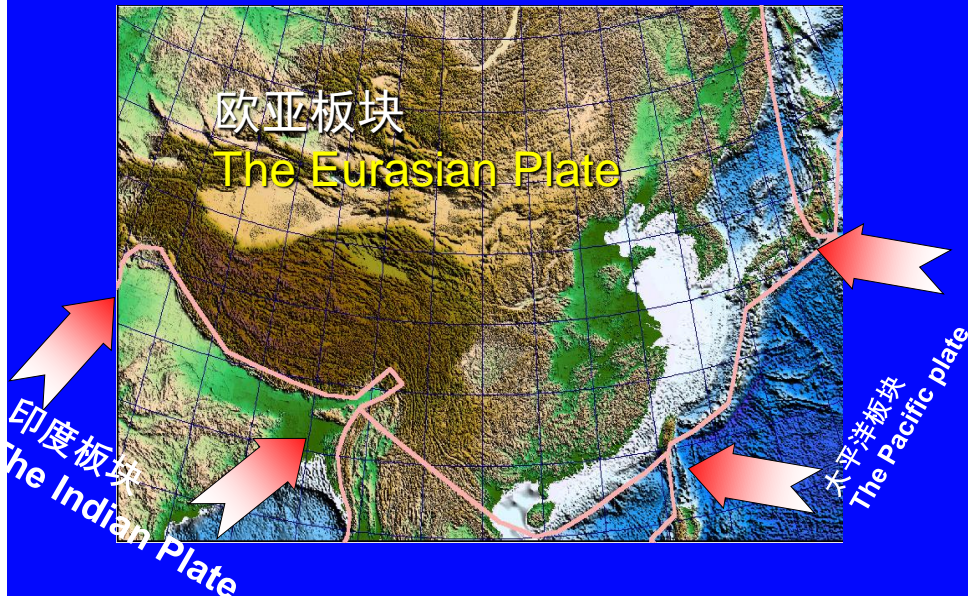 欧亚板块
The Eurasian Plate
印度板块
The Indian Plate
太平洋板块
The Pacific plate